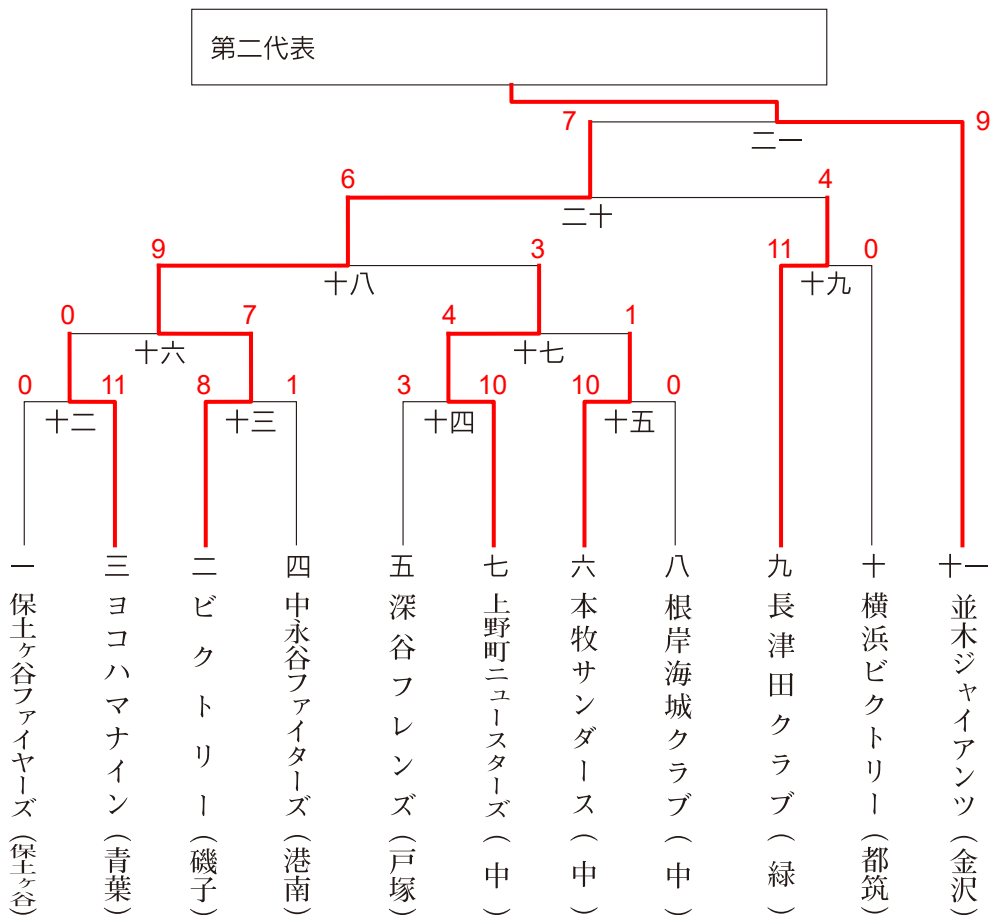 第二代表
7
9
二一
6
4
二十
9
3
11
0
十八
十九
0
7
4
1
十六
十七
0
11
8
1
3
10
10
0
十二
十三
十四
十五
一 保土ヶ谷ファイヤーズ(保土ヶ谷)
三 ヨコハマナイン(青葉)
二 ビクトリー(磯子)
四 中永谷ファイターズ(港南)
五 深谷フレンズ(戸塚)
七 上野町ニュースターズ(中)
六 本牧サンダース(中)
八 根岸海城クラブ(中)
九 長津田クラブ(緑)
十 横浜ビクトリー(都筑)
十一 並木ジャイアンツ(金沢)